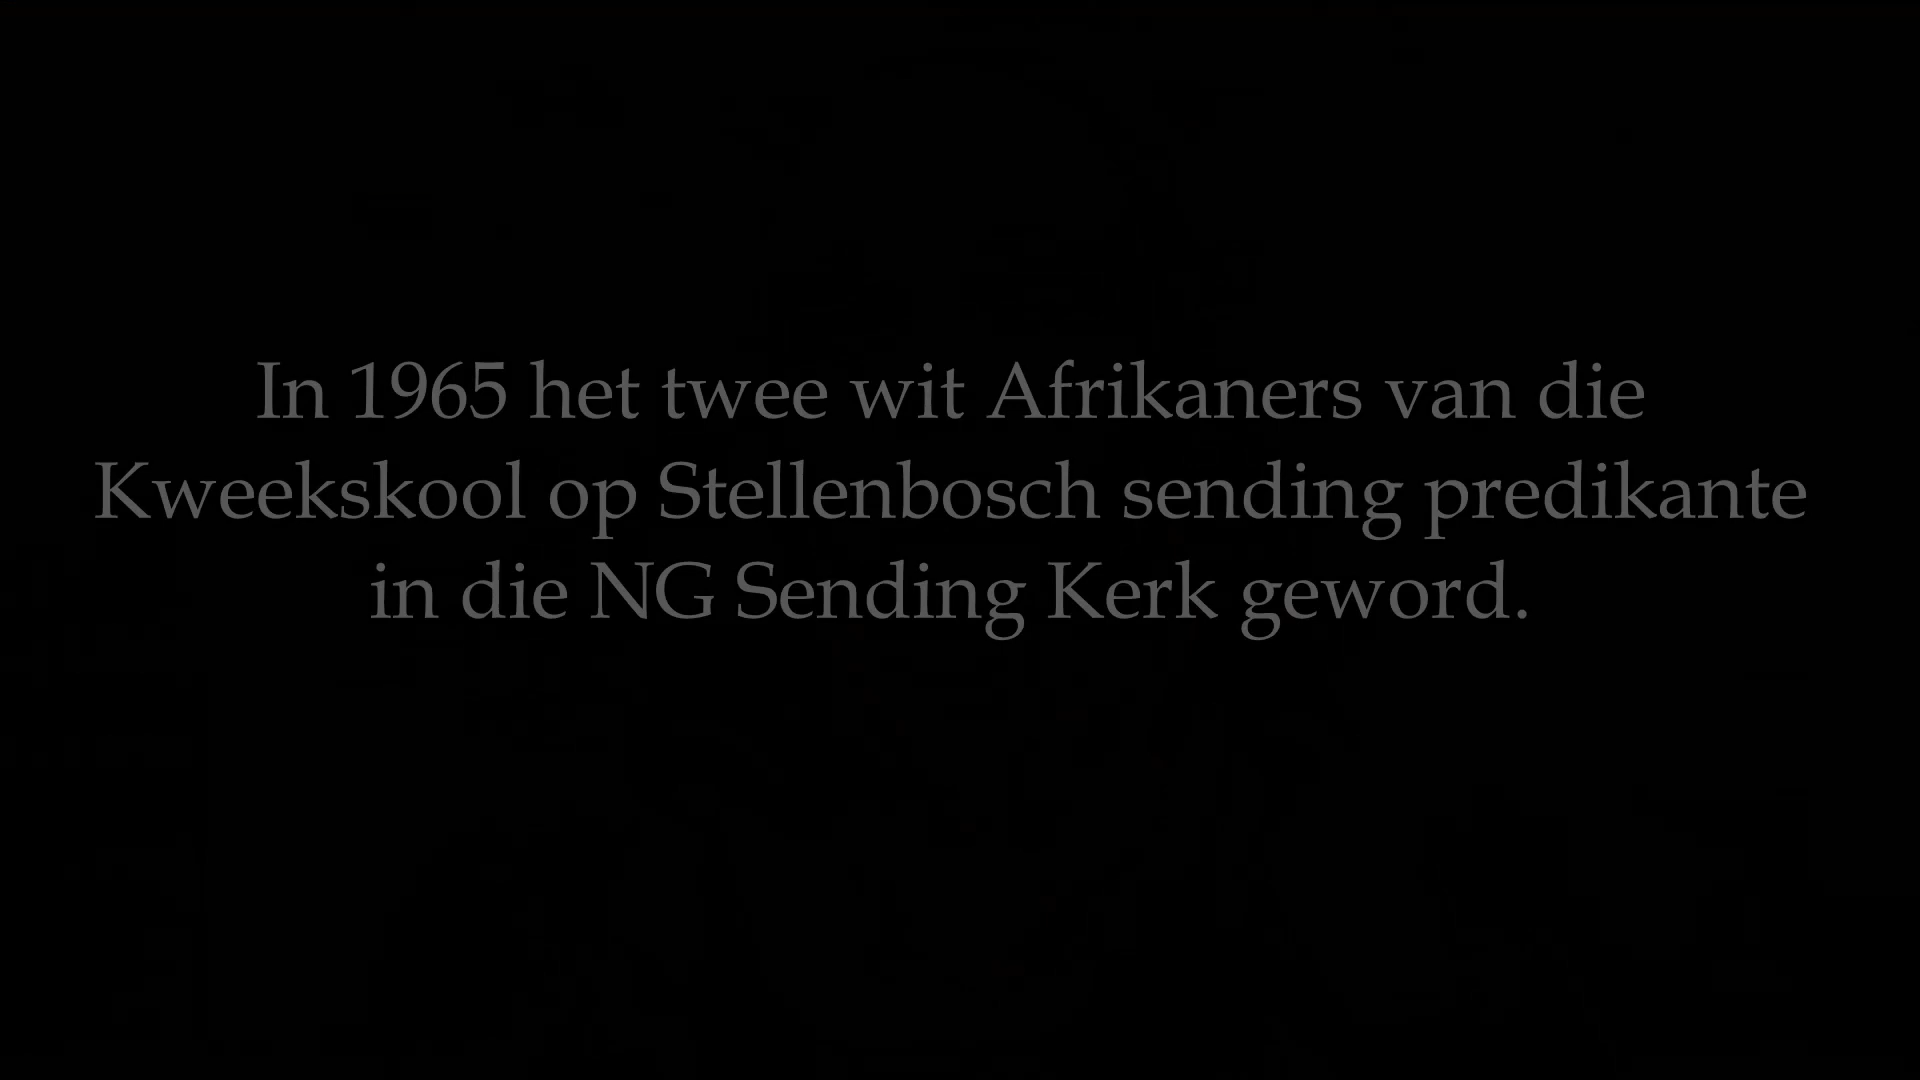 In 1965 het twee wit Afrikaners van die
Kweekskool op Stellenbosch sending predikante
in die NG Sending Kerk geword.